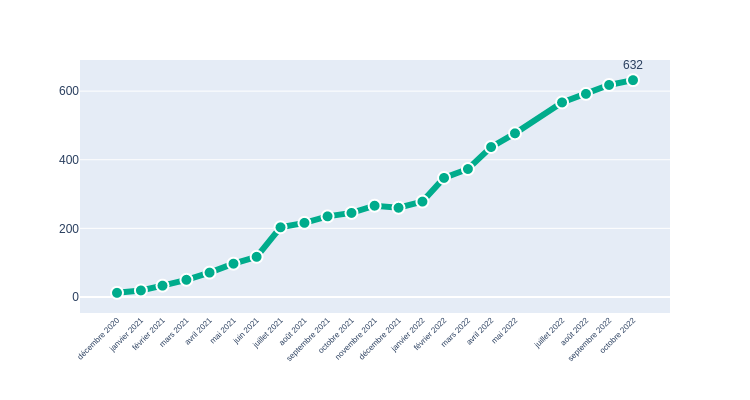 632
600
400
200
0
décembre 2020
janvier 2021
février 2021
mars 2021
avril 2021
mai 2021
juin 2021
juillet 2021
août 2021
septembre 2021
octobre 2021
novembre 2021
décembre 2021
janvier 2022
février 2022
mars 2022
avril 2022
mai 2022
juillet 2022
août 2022
septembre 2022
octobre 2022